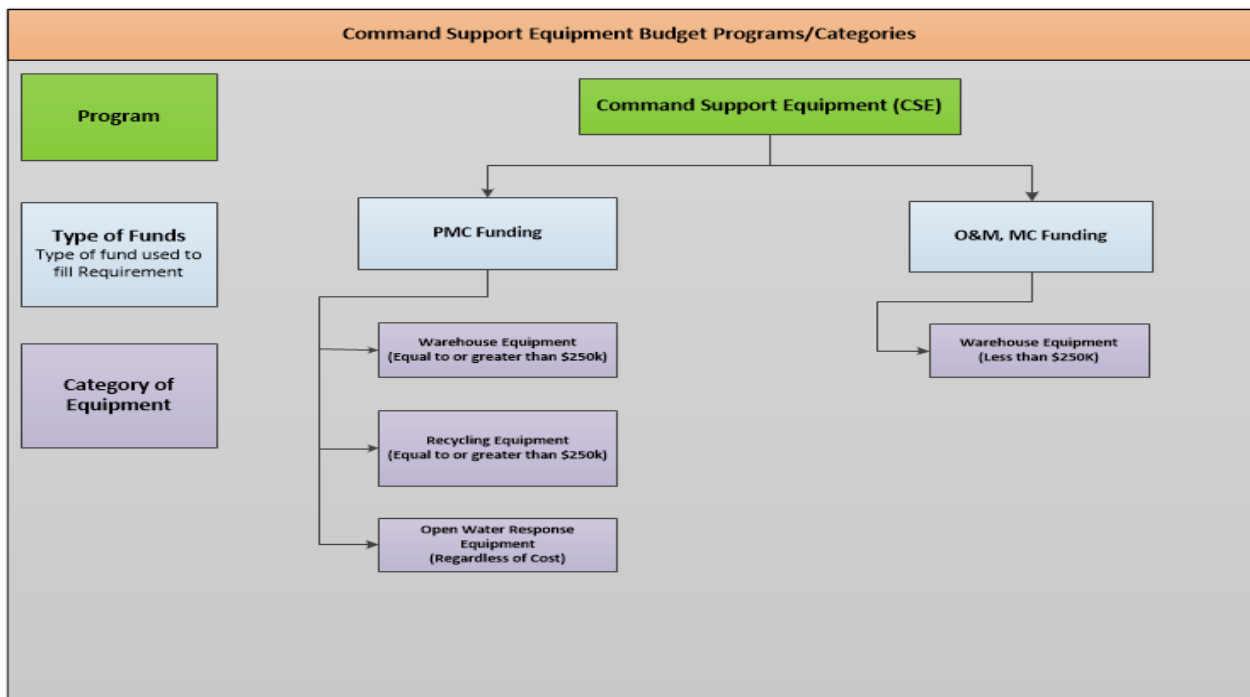 Command Support Equipment Budget Programs/Categories
Program
Command Support Equipment (CSE)
Type of Funds
Type of fund used to
fill Requirement
PMC Funding
O&M, MC Funding
Category of
Equipment
Warehouse Equipment
(Equal to or greater than $250k)
Recycling Equipment
(Equal to or greater than $250k)
Open Water Response
Equipment
(Regardless of Cost)
Warehouse Equipment
(Less than $250K)